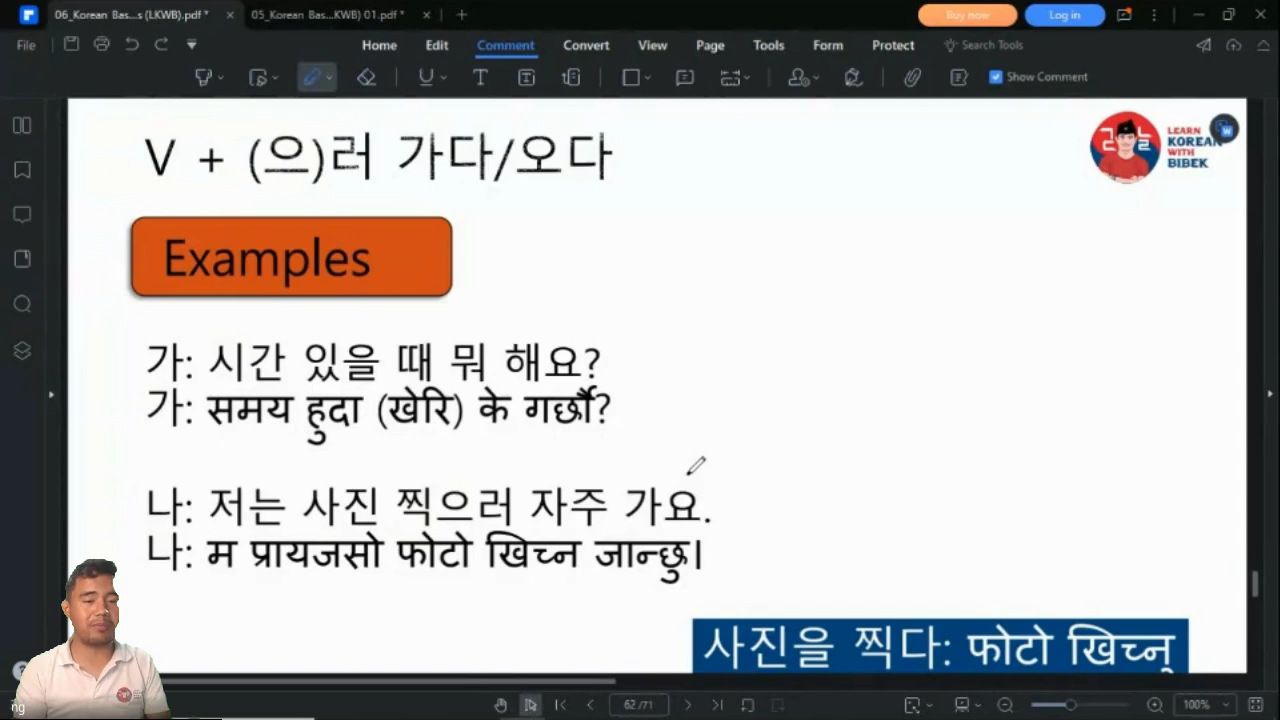 06_Korean Bas...s (LKWB).pdf *
05_Korean Bas...KWB) 01.pdf *
Buy now
Log in
File
Home
Edit
Comment
Convert
View
Page
Tools
Form
Protect
Search Tools
Show Comment
V + (으)러 가다/오다
LEARN
KOREAN
WITH
BIBEK
Examples
가: 시간 있을 때 뭐 해요?
가: समय हुदा (खेरि) के गर्छौ?
나: 저는 사진 찍으러 자주 가요.
나: म प्रायजसो फोटो खिच्न जान्छु।
사진을 찍다: फोटो खिच्नु
ng
62 /71
100%